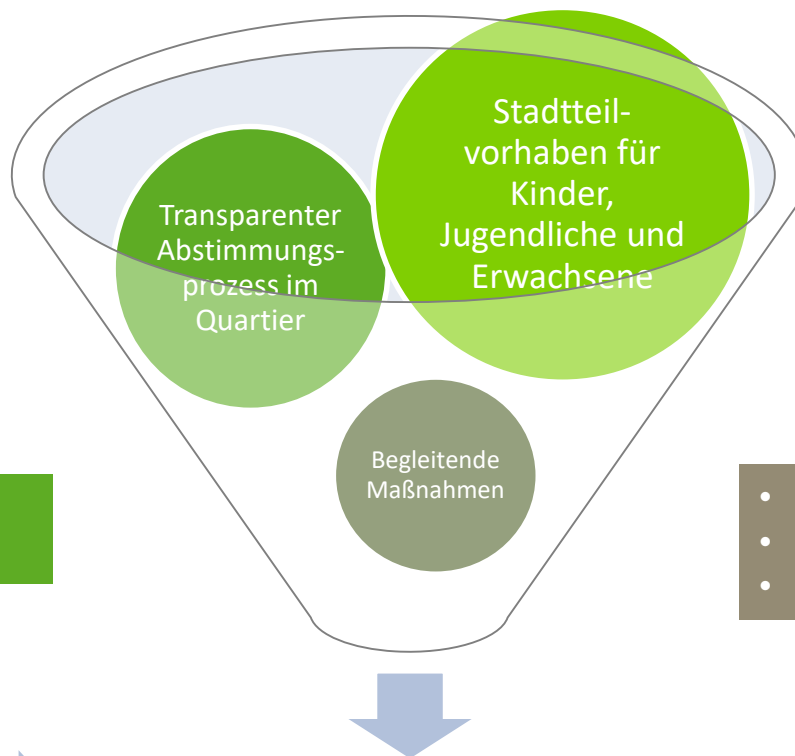 Stadtteil-
vorhaben für
Kinder,
Jugendliche und
Erwachsene
Transparenter
Abstimmungs-
prozess im
Quartier
Begleitende
Maßnahmen
•
•
•